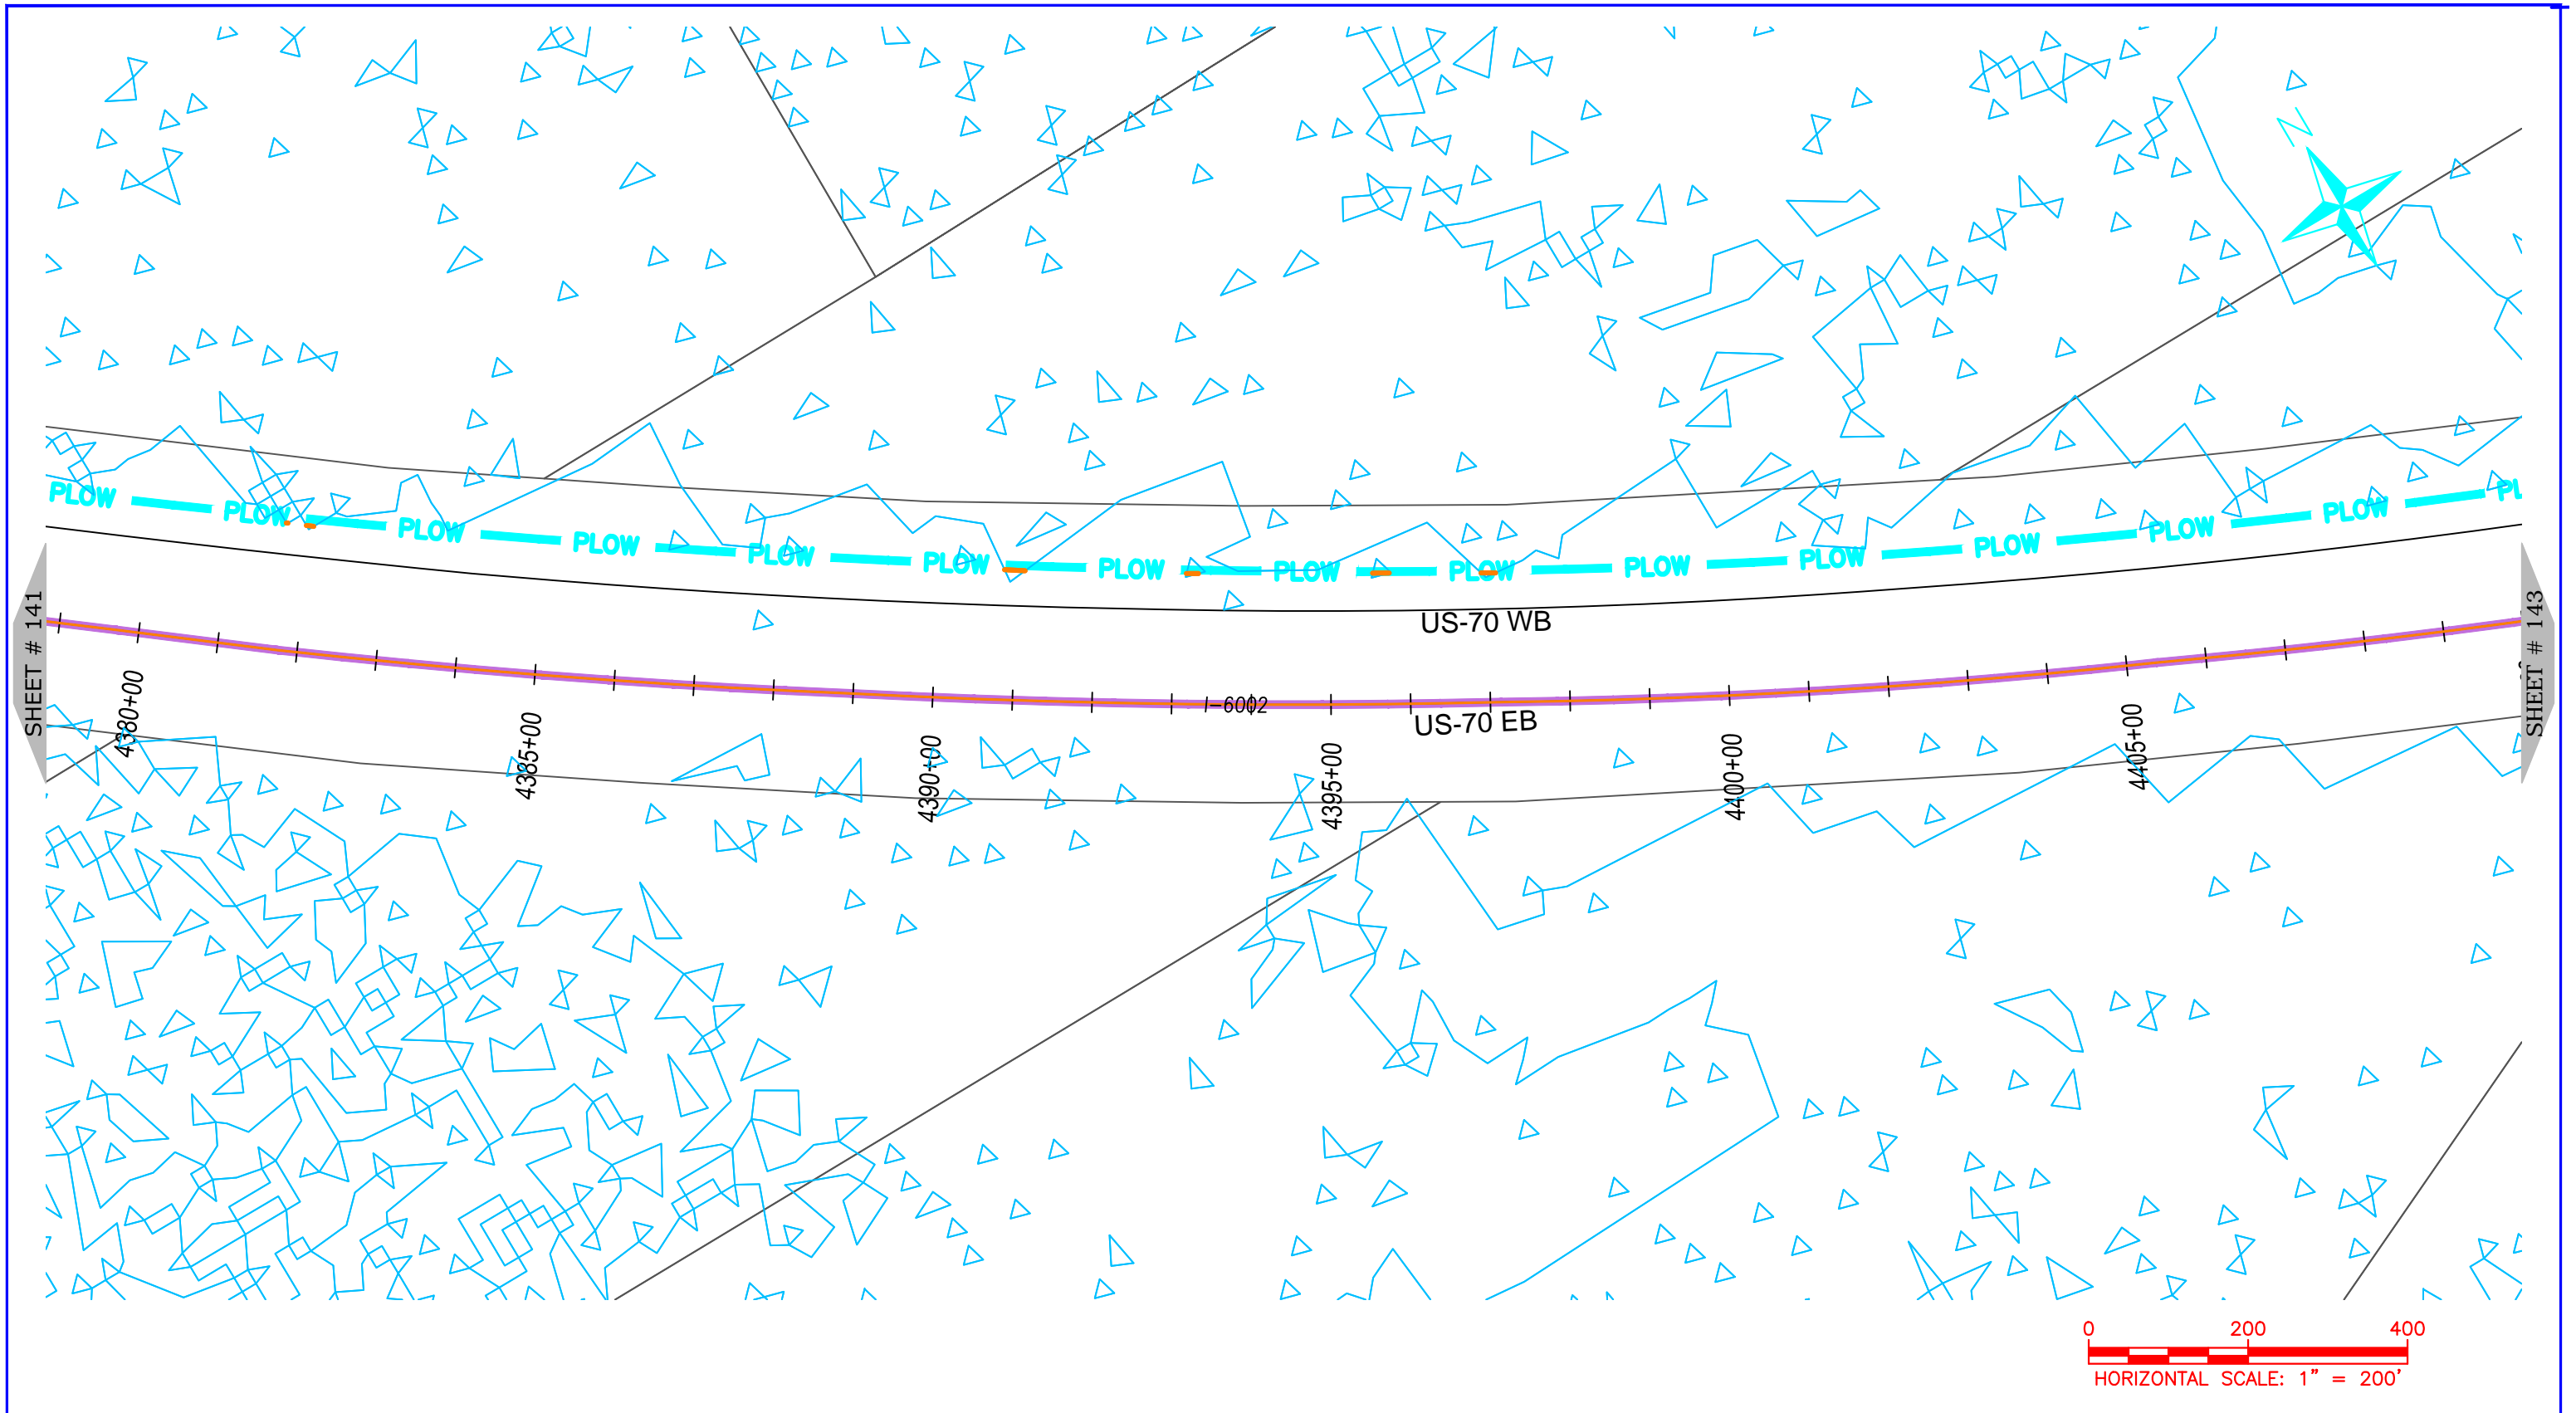 N
PLOW PLOW PLOW PLOW PLOW PLOW PLOW PLOW PLOW PLOW PLOW PLOW PLOW PLOW PL
US-70 WB
I-6002
US-70 EB
SHEET # 141
SHEET # 143
4380+00
4385+00
4390+00
4395+00
4400+00
4405+00
0 200 400
HORIZONTAL SCALE: 1" = 200'